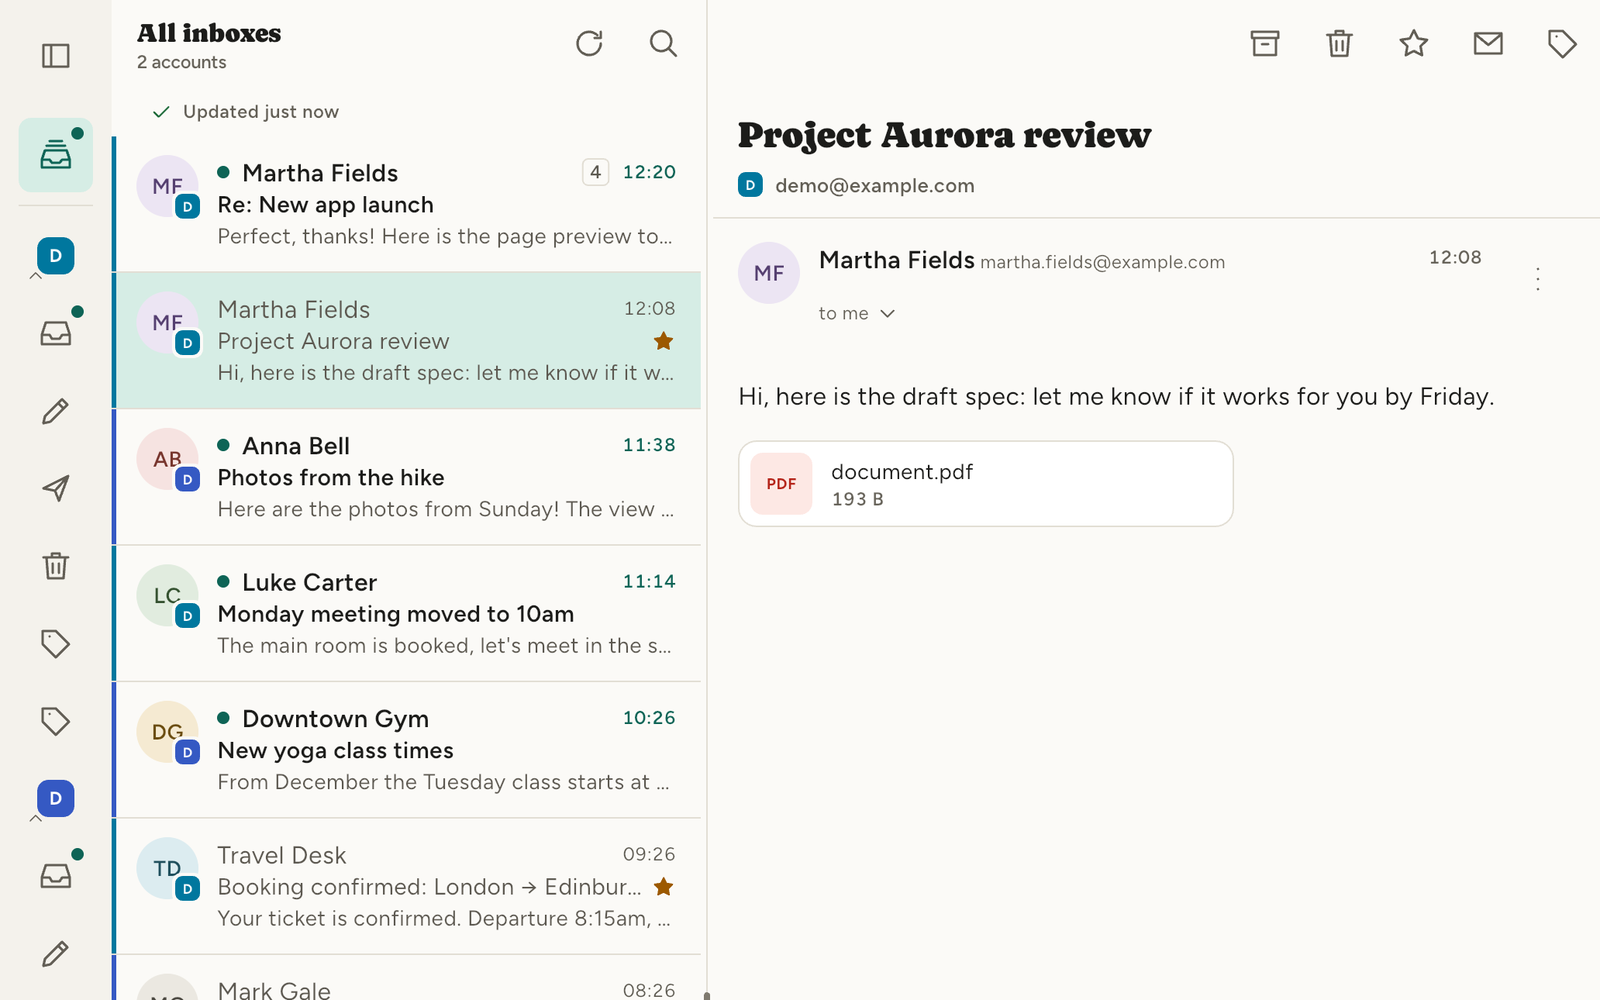 All inboxes
2 accounts
Updated just now
D
D
MF
D
Martha Fields
4
12:20
Re: New app launch
Perfect, thanks! Here is the page preview to...
MF
D
Martha Fields
12:08
Project Aurora review
Hi, here is the draft spec: let me know if it w...
AB
D
Anna Bell
11:38
Photos from the hike
Here are the photos from Sunday! The view ...
LC
D
Luke Carter
11:14
Monday meeting moved to 10am
The main room is booked, let's meet in the s...
DG
D
Downtown Gym
10:26
New yoga class times
From December the Tuesday class starts at ...
TD
D
Travel Desk
09:26
Booking confirmed: London → Edinbur...
Your ticket is confirmed. Departure 8:15am, ...
Mark Gale
08:26
Project Aurora review
D demo@example.com
MF
Martha Fields martha.fields@example.com
12:08
to me
Hi, here is the draft spec: let me know if it works for you by Friday.
PDF
document.pdf
193 B